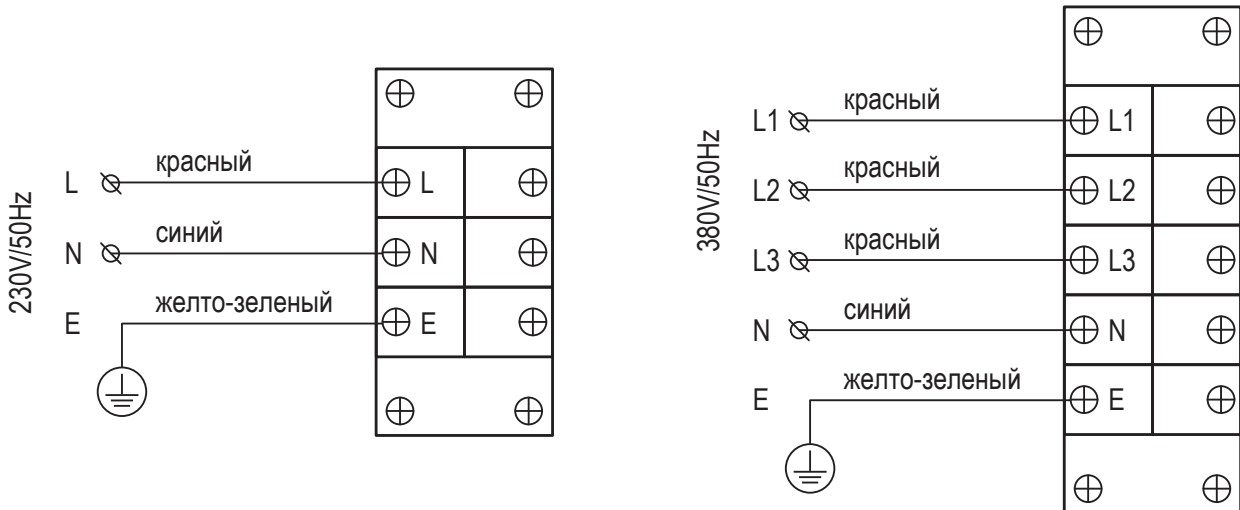 230V/50Hz
L красный L
N синий N
E желто-зеленый E
380V/50Hz
L1 красный L1
L2 красный L2
L3 красный L3
N синий N
E желто-зеленый E